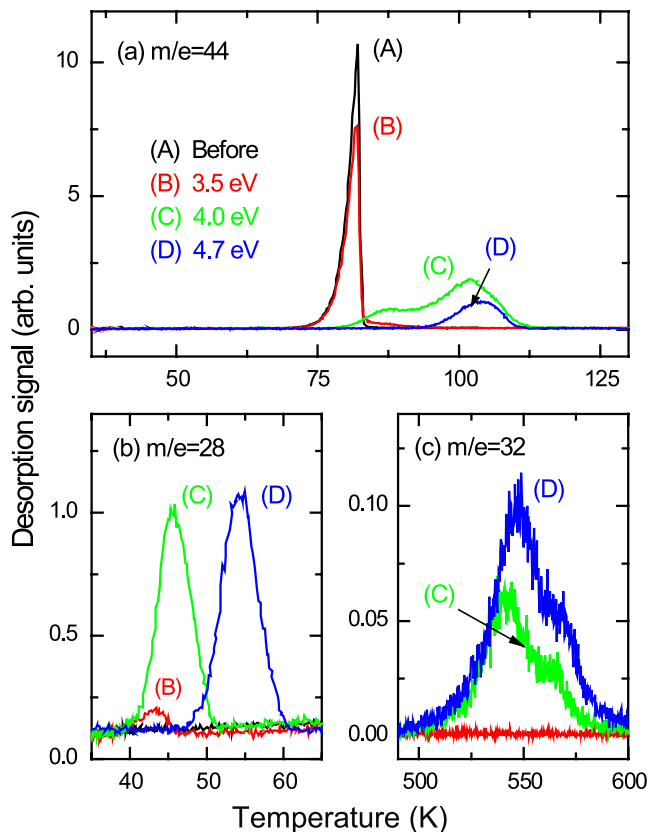 (a) m/e=44
(A)
(B)
(A) Before
(B) 3.5 eV
(C) 4.0 eV
(D) 4.7 eV
(C)
(D)
10
5
0
50
75
100
125
Desorption signal (arb. units)
(b) m/e=28
(C)
(D)
(B)
1.0
0.5
0.0
40
50
60
(c) m/e=32
(D)
(C)
0.10
0.05
0.00
500
550
600
Temperature (K)